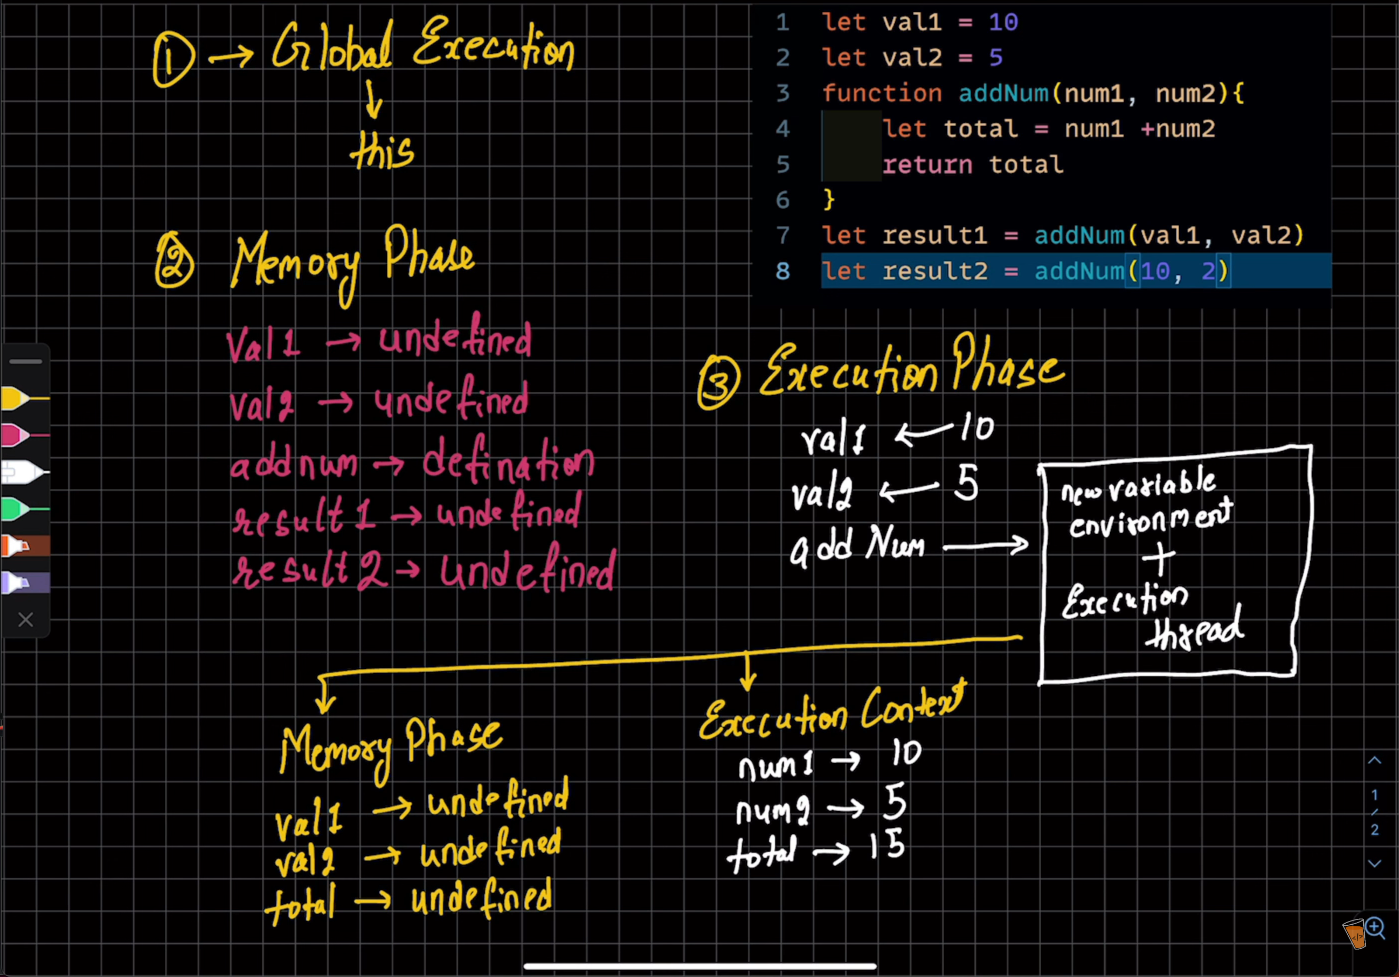 ① → Global Execution
↓
this
1 let val1 = 10
2 let val2 = 5
3 function addNum(num1, num2){
4 let total = num1 +num2
5 return total
6 }
7 let result1 = addNum(val1, val2)
8 let result2 = addNum(10, 2)
② Memory Phase
Val1 → undefined
val2 → undefined
addnum → defination
result1 → undefined
result2 → undefined
③ Execution Phase
val1 ← 10
val2 ← 5
add Num →
new variable
environment
+
Execution
thread
Memory Phase
val1 → undefined
val2 → undefined
total → undefined
Execution Context
num1 → 10
num2 → 5
total → 15
1
/
2